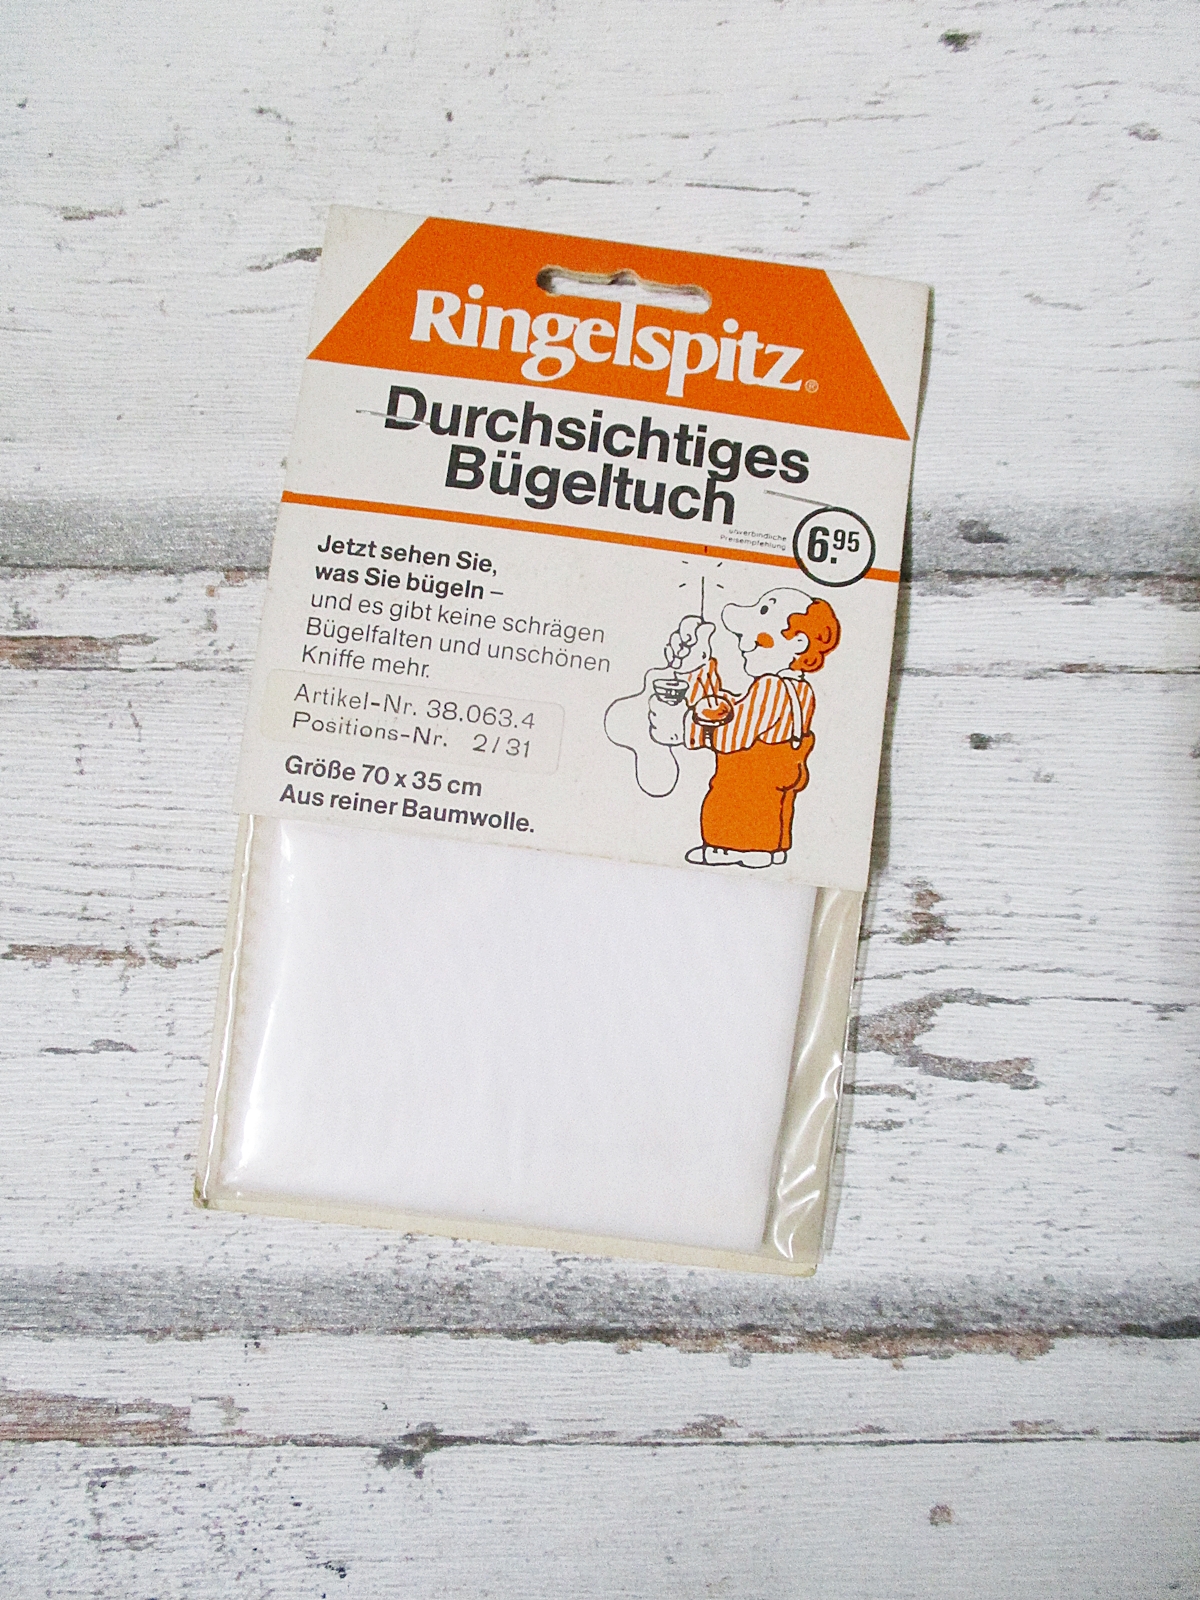 Ringelspitz®
Durchsichtiges
Bügeltuch
unverbindliche
Preisempfehlung
6.95
Jetzt sehen Sie,
was Sie bügeln –
und es gibt keine schrägen
Bügelfalten und unschönen
Kniffe mehr.
Artikel-Nr. 38.063.4
Positions-Nr. 2/31
Größe 70 x 35 cm
Aus reiner Baumwolle.